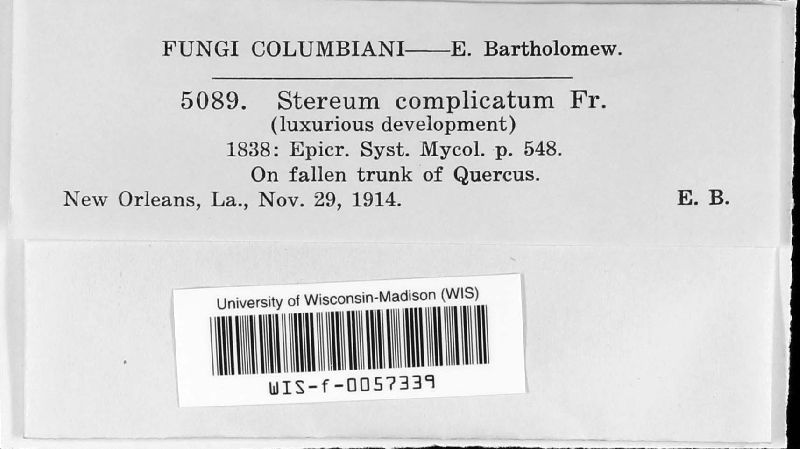 FUNGI COLUMBIANI——E. Bartholomew.
5089. Stereum complicatum Fr.
(luxurious development)
1838: Epicr. Syst. Mycol. p. 548.
On fallen trunk of Quercus.
New Orleans, La., Nov. 29, 1914. E. B.
University of Wisconsin-Madison (WIS)
WIS-f-0057339